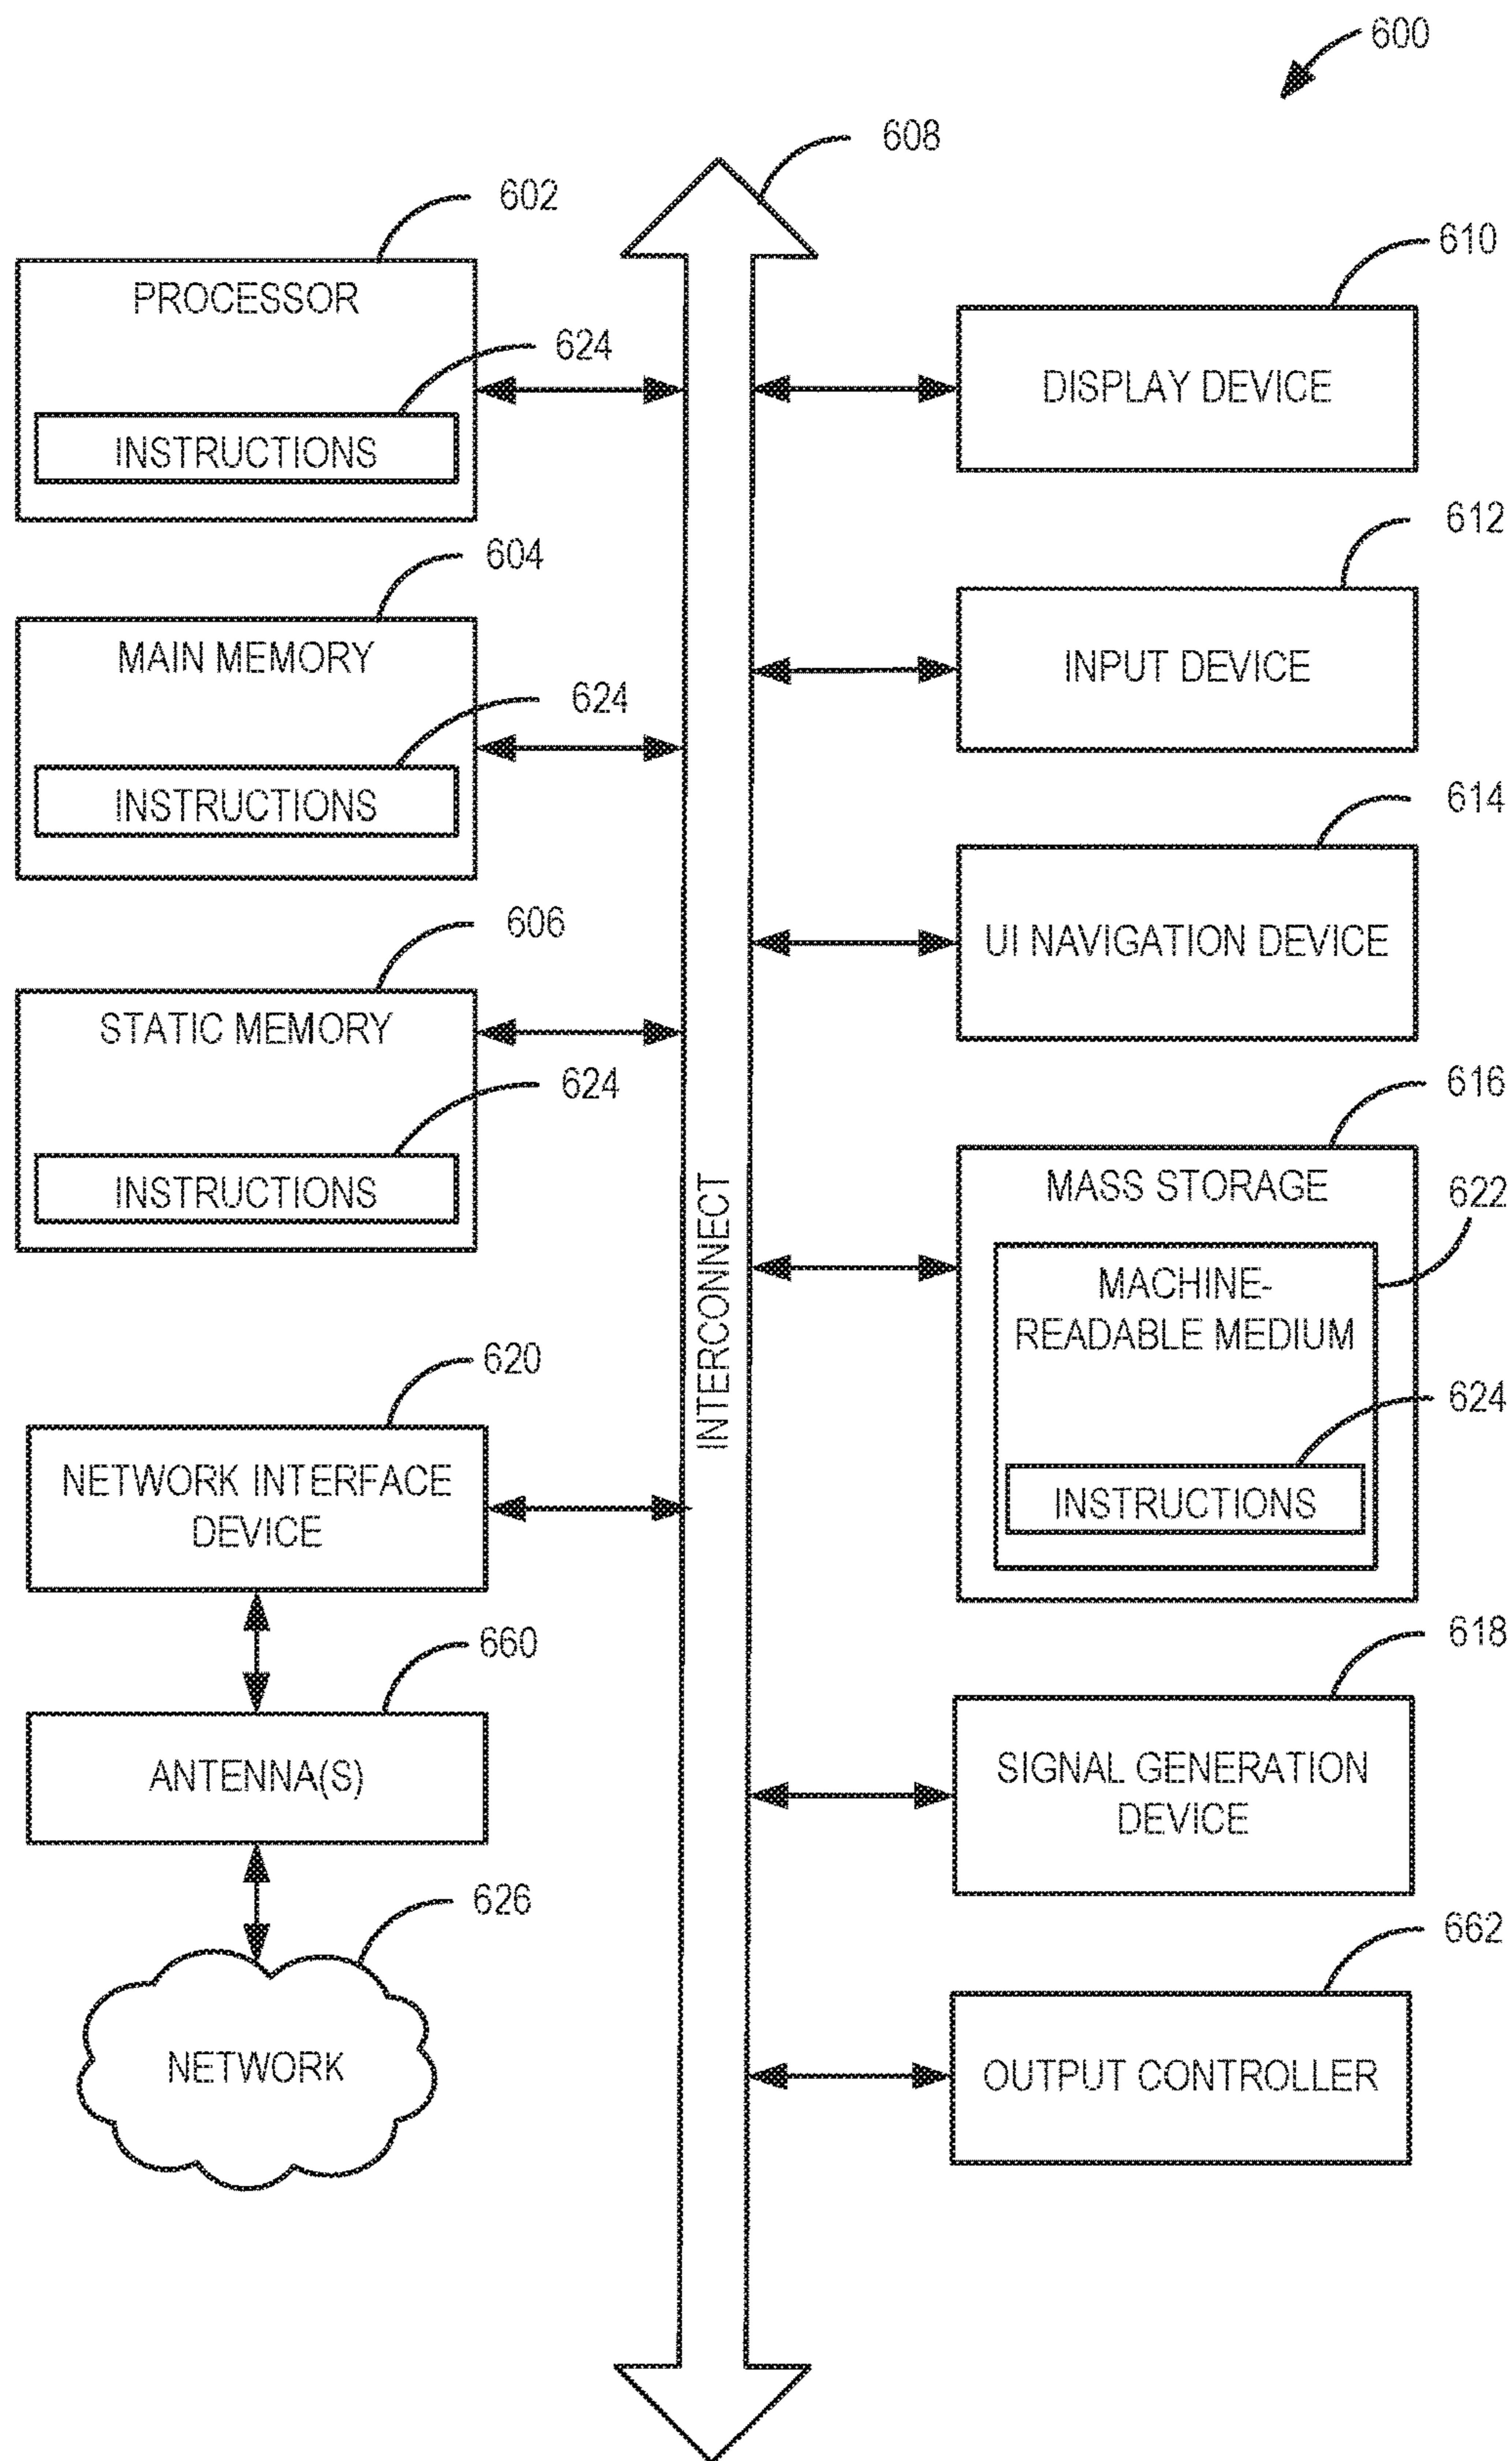 600
608
602
PROCESSOR
624
INSTRUCTIONS
604
MAIN MEMORY
624
INSTRUCTIONS
606
STATIC MEMORY
624
INSTRUCTIONS
620
NETWORK INTERFACE
DEVICE
660
ANTENNA(S)
626
NETWORK
INTERCONNECT
610
DISPLAY DEVICE
612
INPUT DEVICE
614
UI NAVIGATION DEVICE
616
MASS STORAGE
622
MACHINE-
READABLE MEDIUM
624
INSTRUCTIONS
618
SIGNAL GENERATION
DEVICE
662
OUTPUT CONTROLLER